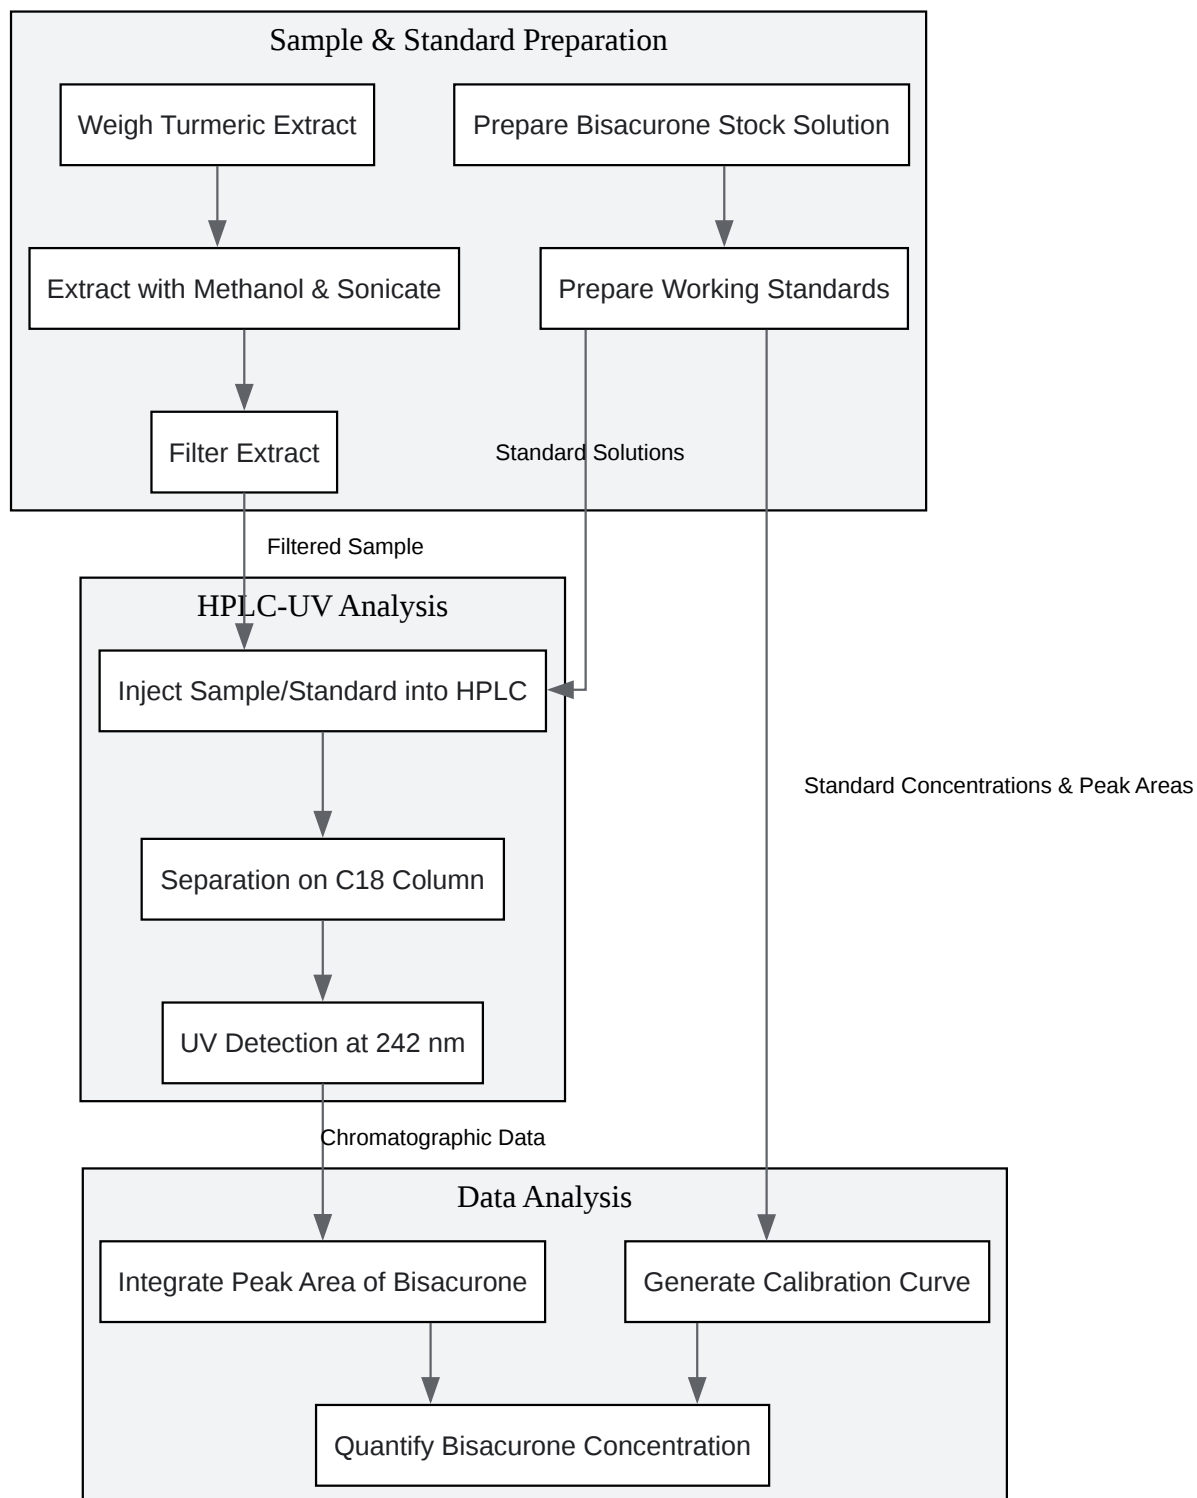 Sample & Standard Preparation
Weigh Turmeric Extract
Prepare Bisacurone Stock Solution
Extract with Methanol & Sonicate
Prepare Working Standards
Filter Extract
Standard Solutions
Filtered Sample
HPLC-UV Analysis
Inject Sample/Standard into HPLC
Standard Concentrations & Peak Areas
Separation on C18 Column
UV Detection at 242 nm
Chromatographic Data
Data Analysis
Integrate Peak Area of Bisacurone
Generate Calibration Curve
Quantify Bisacurone Concentration